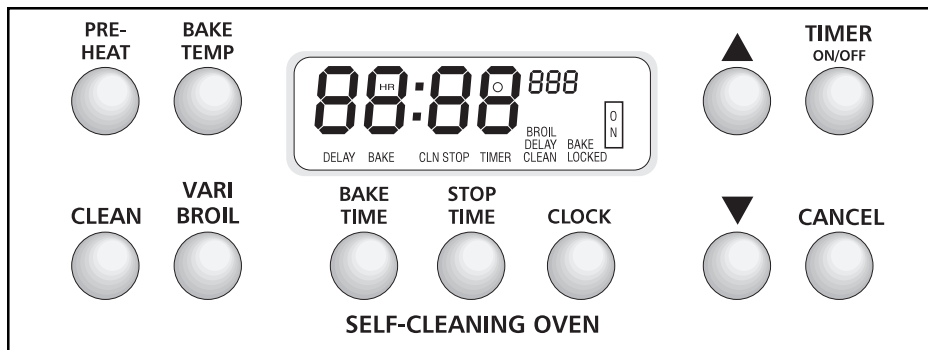 PRE-
HEAT
BAKE
TEMP
88:88
HR
888
O
N
BROIL
DELAY BAKE
CLEAN LOCKED
DELAY BAKE CLN STOP TIMER
▲
TIMER
ON/OFF
CLEAN
VARI
BROIL
BAKE
TIME
STOP
TIME
CLOCK
▼
CANCEL
SELF-CLEANING OVEN